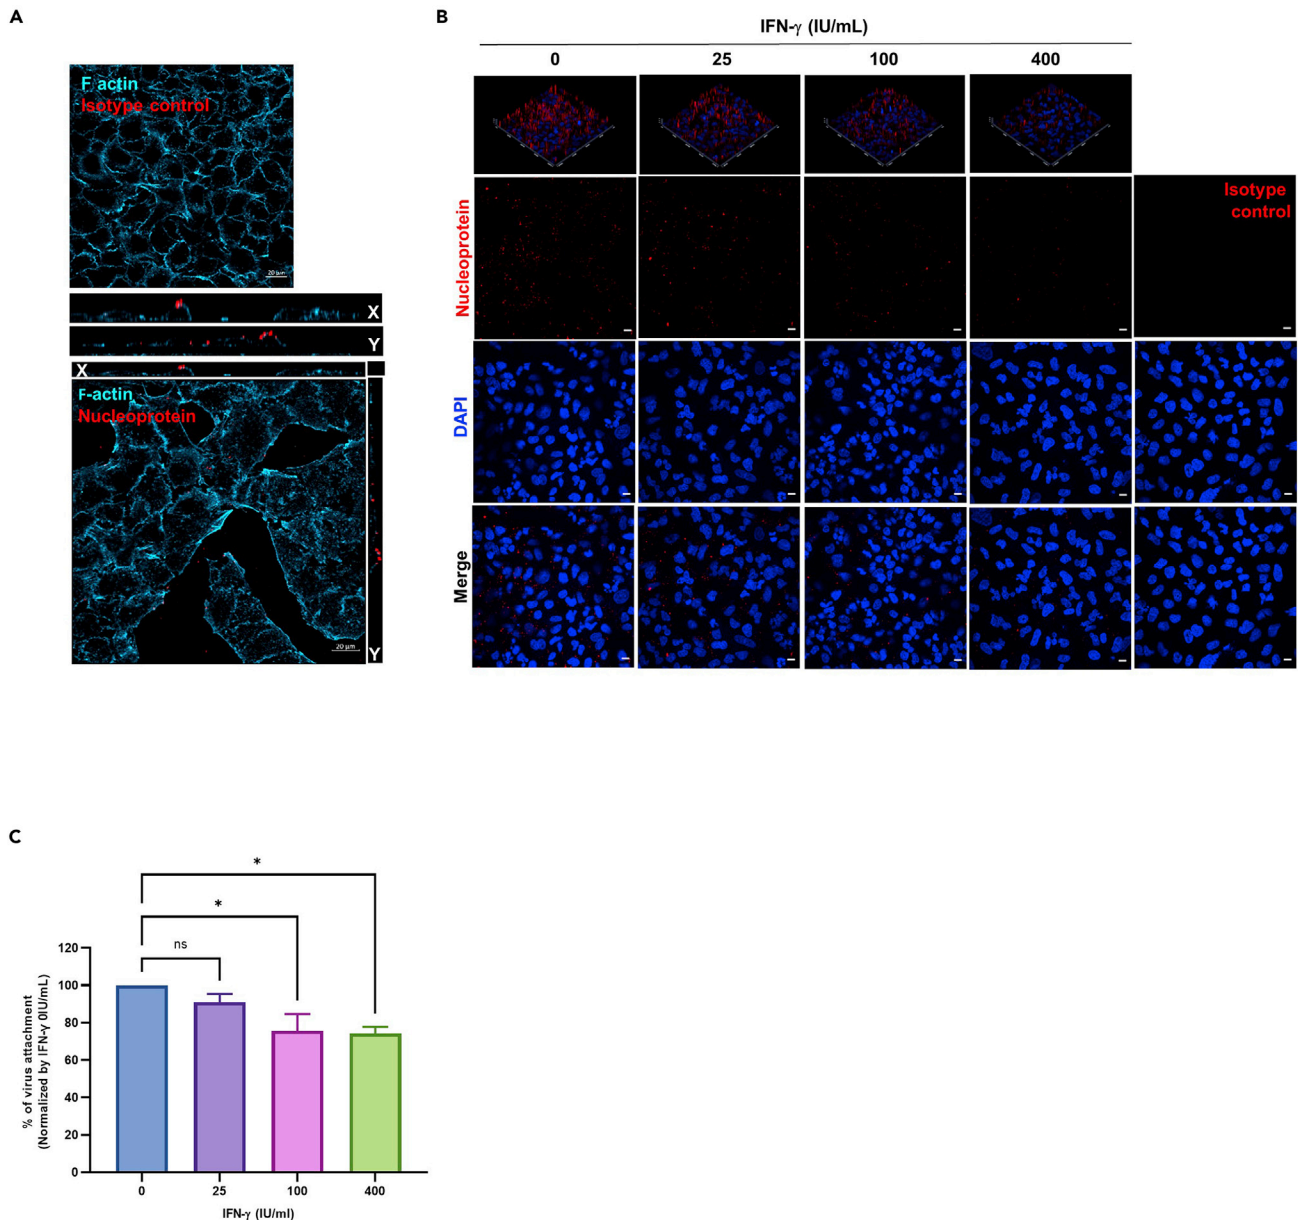 A
F actin
Isotype control
20 µm
X
Y
X
F-actin
Nucleoprotein
20 µm
Y
B
IFN-γ (IU/mL)
0
25
100
400
Nucleoprotein
Isotype
control
DAPI
Merge
C
*
*
ns
% of virus attachment
(Normalized by IFN-γ 0IU/mL)
120
100
80
60
40
20
0
0
25
100
400
IFN-γ (IU/ml)